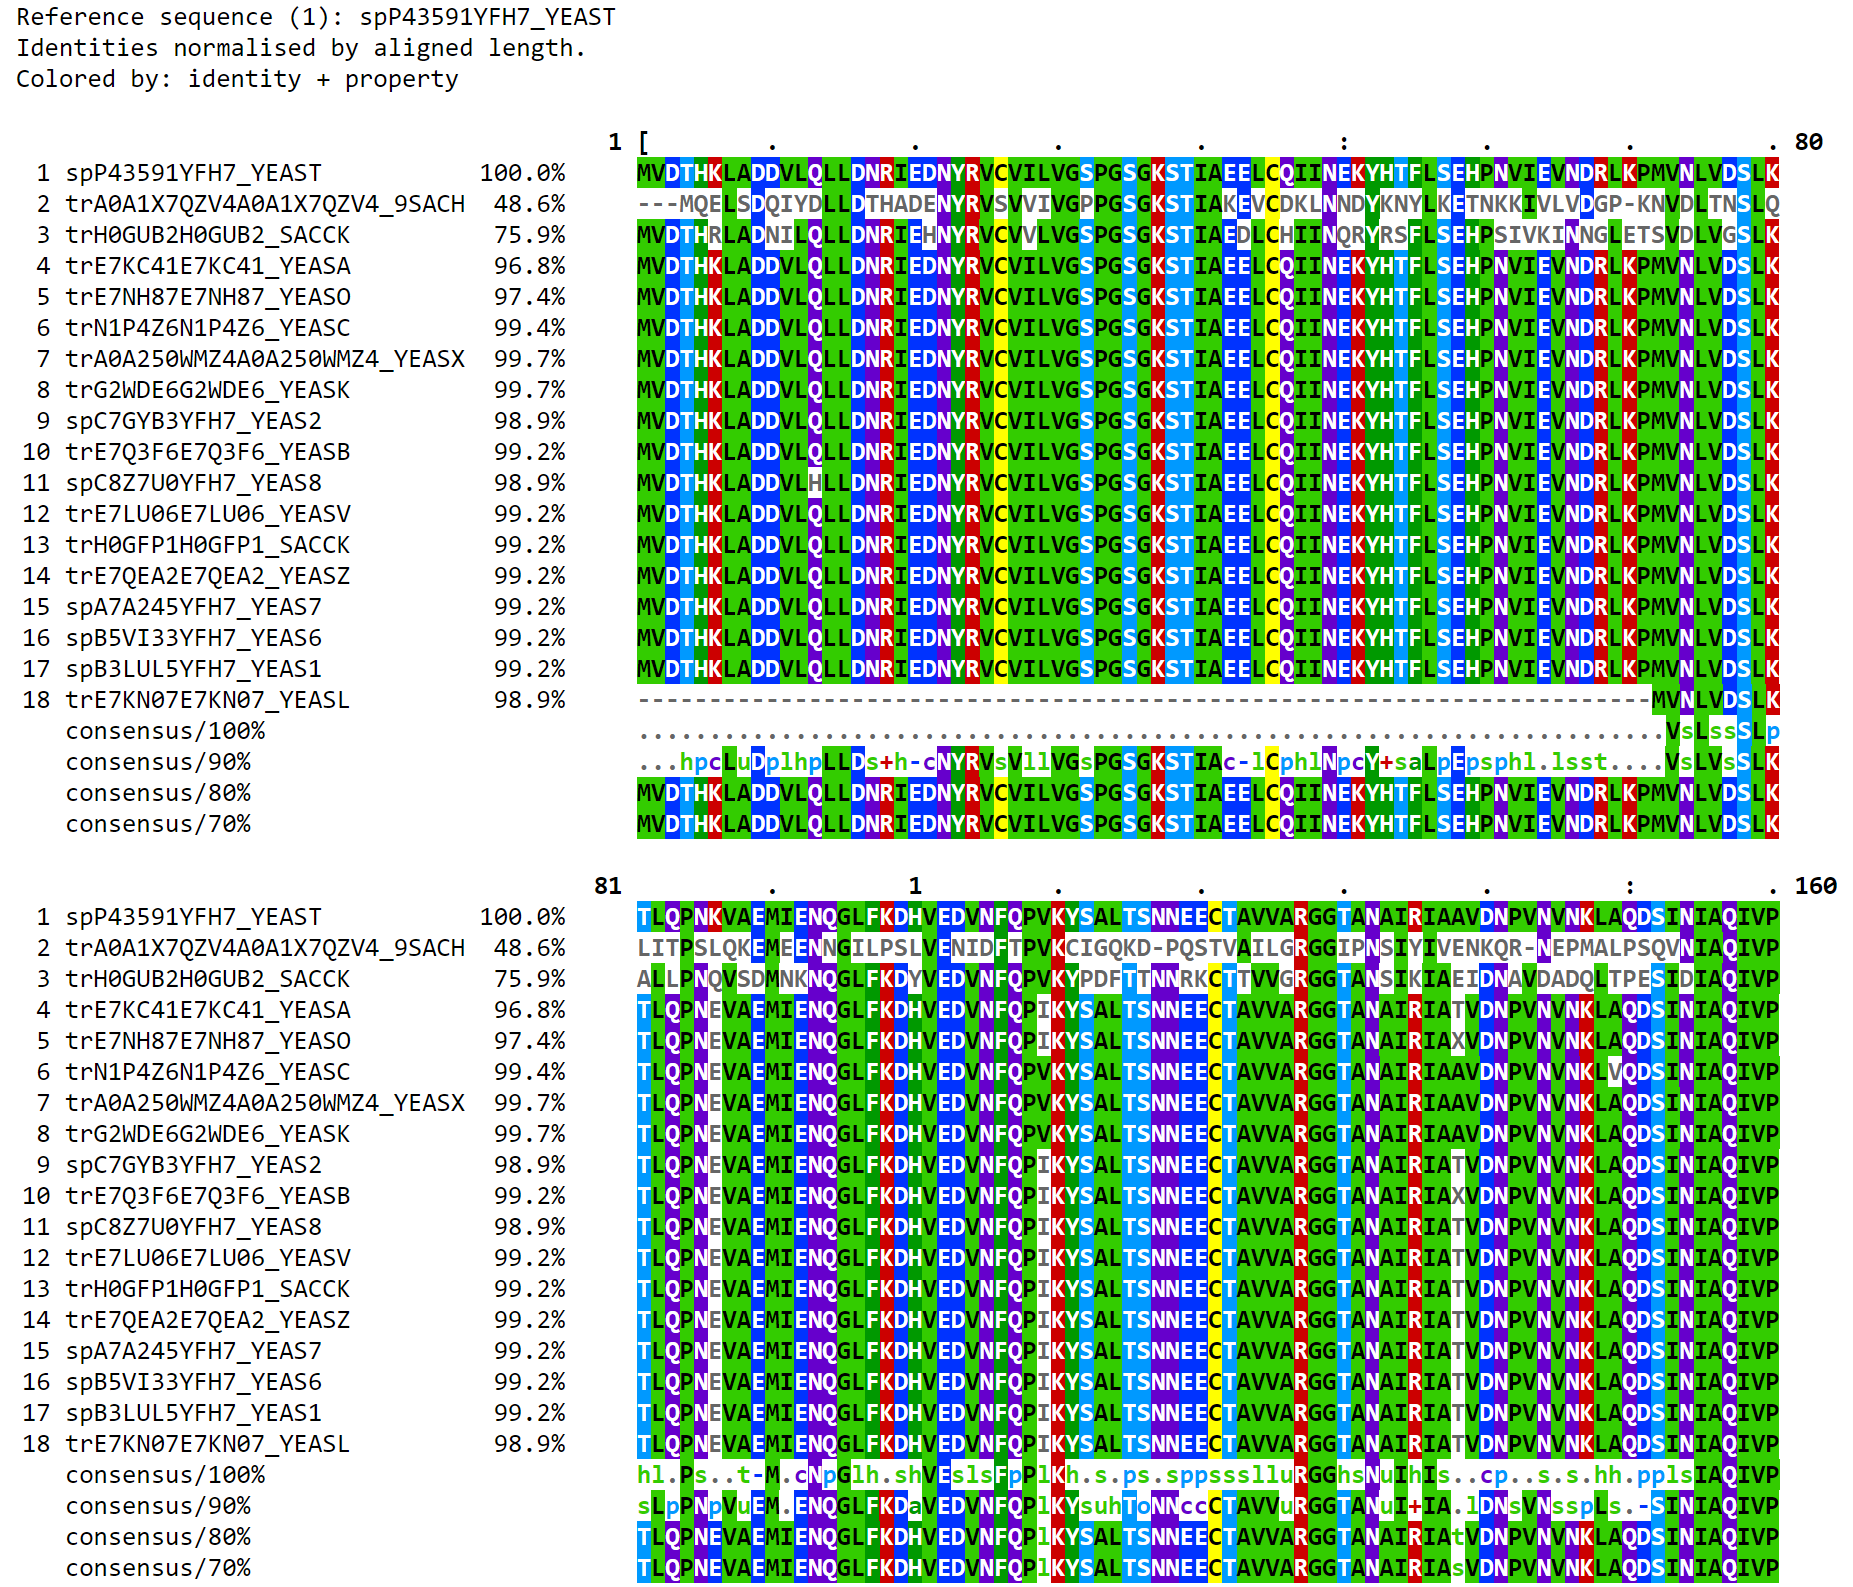 Reference sequence (1): spP43591YFH7_YEAST
Identities normalised by aligned length.
Colored by: identity + property
1 [ . . . . : . . . 80
1 spP43591YFH7_YEAST 100.0% MVDTHKLADDVLQLLDNRIEDNYRVCVILVGSPGSGKSTIAEELCQIINEKYHTFLSEHPNVIEVNDRLKPMVNLVDSLK
2 trA0A1X7QZV4A0A1X7QZV4_9SACH 48.6% ---MQELSDQIYDLLDTHADENYRVSVVIVGPPGSGKSTIAKEVCDKLNNDYKNYLKETNKKIVLVDGP-KNVDLTNSLQ
3 trH0GUB2H0GUB2_SACCK 75.9% MVDTHRLADNILQLLDNRIEHNYRVCVVLVGSPGSGKSTIAEDLCHIINQRYRSFLSEHPSIVKINNGLETSVDLVGSLK
4 trE7KC41E7KC41_YEASA 96.8% MVDTHKLADDVLQLLDNRIEDNYRVCVILVGSPGSGKSTIAEELCQIINEKYHTFLSEHPNVIEVNDRLKPMVNLVDSLK
5 trE7NH87E7NH87_YEASO 97.4% MVDTHKLADDVLQLLDNRIEDNYRVCVILVGSPGSGKSTIAEELCQIINEKYHTFLSEHPNVIEVNDRLKPMVNLVDSLK
6 trN1P4Z6N1P4Z6_YEASC 99.4% MVDTHKLADDVLQLLDNRIEDNYRVCVILVGSPGSGKSTIAEELCQIINEKYHTFLSEHPNVIEVNDRLKPMVNLVDSLK
7 trA0A250WMZ4A0A250WMZ4_YEASX 99.7% MVDTHKLADDVLQLLDNRIEDNYRVCVILVGSPGSGKSTIAEELCQIINEKYHTFLSEHPNVIEVNDRLKPMVNLVDSLK
8 trG2WDE6G2WDE6_YEASK 99.7% MVDTHKLADDVLQLLDNRIEDNYRVCVILVGSPGSGKSTIAEELCQIINEKYHTFLSEHPNVIEVNDRLKPMVNLVDSLK
9 spC7GYB3YFH7_YEAS2 98.9% MVDTHKLADDVLQLLDNRIEDNYRVCVILVGSPGSGKSTIAEELCQIINEKYHTFLSEHPNVIEVNDRLKPMVNLVDSLK
10 trE7Q3F6E7Q3F6_YEASB 99.2% MVDTHKLADDVLQLLDNRIEDNYRVCVILVGSPGSGKSTIAEELCQIINEKYHTFLSEHPNVIEVNDRLKPMVNLVDSLK
11 spC8Z7U0YFH7_YEAS8 98.9% MVDTHKLADDVLHLLDNRIEDNYRVCVILVGSPGSGKSTIAEELCQIINEKYHTFLSEHPNVIEVNDRLKPMVNLVDSLK
12 trE7LU06E7LU06_YEASV 99.2% MVDTHKLADDVLQLLDNRIEDNYRVCVILVGSPGSGKSTIAEELCQIINEKYHTFLSEHPNVIEVNDRLKPMVNLVDSLK
13 trH0GFP1H0GFP1_SACCK 99.2% MVDTHKLADDVLQLLDNRIEDNYRVCVILVGSPGSGKSTIAEELCQIINEKYHTFLSEHPNVIEVNDRLKPMVNLVDSLK
14 trE7QEA2E7QEA2_YEASZ 99.2% MVDTHKLADDVLQLLDNRIEDNYRVCVILVGSPGSGKSTIAEELCQIINEKYHTFLSEHPNVIEVNDRLKPMVNLVDSLK
15 spA7A245YFH7_YEAS7 99.2% MVDTHKLADDVLQLLDNRIEDNYRVCVILVGSPGSGKSTIAEELCQIINEKYHTFLSEHPNVIEVNDRLKPMVNLVDSLK
16 spB5VI33YFH7_YEAS6 99.2% MVDTHKLADDVLQLLDNRIEDNYRVCVILVGSPGSGKSTIAEELCQIINEKYHTFLSEHPNVIEVNDRLKPMVNLVDSLK
17 spB3LUL5YFH7_YEAS1 99.2% MVDTHKLADDVLQLLDNRIEDNYRVCVILVGSPGSGKSTIAEELCQIINEKYHTFLSEHPNVIEVNDRLKPMVNLVDSLK
18 trE7KN07E7KN07_YEASL 98.9% -----------------------------------------------------------------------MVNLVDSLK
consensus/100% ........................................................................VsLssSLp
consensus/90% ...hpcLuDplhpLLDs+h-cNYRVsVllVGsPGSGKSTIAc-lCphlNpcY+saLpEpsphl.lsst....VsLVsSLK
consensus/80% MVDTHKLADDVLQLLDNRIEDNYRVCVILVGSPGSGKSTIAEELCQIINEKYHTFLSEHPNVIEVNDRLKPMVNLVDSLK
consensus/70% MVDTHKLADDVLQLLDNRIEDNYRVCVILVGSPGSGKSTIAEELCQIINEKYHTFLSEHPNVIEVNDRLKPMVNLVDSLK
81 . 1 . . . . : . 160
1 spP43591YFH7_YEAST 100.0% TLQPNKVAEMIENQGLFKDHVEDVNFQPVKYSALTSNNEECTAVVARGGTANAIRIAAVDNPVNVNKLAQDSINIAQIVP
2 trA0A1X7QZV4A0A1X7QZV4_9SACH 48.6% LITPSLQKEMEENNGILPSLVENIDFTPVKCIGQKD-PQSTVAILGRGGIPNSIYIVENKQR-NEPMALPSQVNIAQIVP
3 trH0GUB2H0GUB2_SACCK 75.9% ALLPNQVSDMNKNQGLFKDYVEDVNFQPVKYPDFTTNNRKCTTVVGRGGTANSIKIAEIDNAVDADQLTPESIDIAQIVP
4 trE7KC41E7KC41_YEASA 96.8% TLQPNEVAEMIENQGLFKDHVEDVNFQPIKYSALTSNNEECTAVVARGGTANAIRIATVDNPVNVNKLAQDSINIAQIVP
5 trE7NH87E7NH87_YEASO 97.4% TLQPNEVAEMIENQGLFKDHVEDVNFQPIKYSALTSNNEECTAVVARGGTANAIRIAXVDNPVNVNKLAQDSINIAQIVP
6 trN1P4Z6N1P4Z6_YEASC 99.4% TLQPNEVAEMIENQGLFKDHVEDVNFQPVKYSALTSNNEECTAVVARGGTANAIRIAAVDNPVNVNKLVQDSINIAQIVP
7 trA0A250WMZ4A0A250WMZ4_YEASX 99.7% TLQPNEVAEMIENQGLFKDHVEDVNFQPVKYSALTSNNEECTAVVARGGTANAIRIAAVDNPVNVNKLAQDSINIAQIVP
8 trG2WDE6G2WDE6_YEASK 99.7% TLQPNEVAEMIENQGLFKDHVEDVNFQPVKYSALTSNNEECTAVVARGGTANAIRIAAVDNPVNVNKLAQDSINIAQIVP
9 spC7GYB3YFH7_YEAS2 98.9% TLQPNEVAEMIENQGLFKDHVEDVNFQPIKYSALTSNNEECTAVVARGGTANAIRIATVDNPVNVNKLAQDSINIAQIVP
10 trE7Q3F6E7Q3F6_YEASB 99.2% TLQPNEVAEMIENQGLFKDHVEDVNFQPIKYSALTSNNEECTAVVARGGTANAIRIAXVDNPVNVNKLAQDSINIAQIVP
11 spC8Z7U0YFH7_YEAS8 98.9% TLQPNEVAEMIENQGLFKDHVEDVNFQPIKYSALTSNNEECTAVVARGGTANAIRIATVDNPVNVNKLAQDSINIAQIVP
12 trE7LU06E7LU06_YEASV 99.2% TLQPNEVAEMIENQGLFKDHVEDVNFQPIKYSALTSNNEECTAVVARGGTANAIRIATVDNPVNVNKLAQDSINIAQIVP
13 trH0GFP1H0GFP1_SACCK 99.2% TLQPNEVAEMIENQGLFKDHVEDVNFQPIKYSALTSNNEECTAVVARGGTANAIRIATVDNPVNVNKLAQDSINIAQIVP
14 trE7QEA2E7QEA2_YEASZ 99.2% TLQPNEVAEMIENQGLFKDHVEDVNFQPIKYSALTSNNEECTAVVARGGTANAIRIATVDNPVNVNKLAQDSINIAQIVP
15 spA7A245YFH7_YEAS7 99.2% TLQPNEVAEMIENQGLFKDHVEDVNFQPIKYSALTSNNEECTAVVARGGTANAIRIATVDNPVNVNKLAQDSINIAQIVP
16 spB5VI33YFH7_YEAS6 99.2% TLQPNEVAEMIENQGLFKDHVEDVNFQPIKYSALTSNNEECTAVVARGGTANAIRIATVDNPVNVNKLAQDSINIAQIVP
17 spB3LUL5YFH7_YEAS1 99.2% TLQPNEVAEMIENQGLFKDHVEDVNFQPIKYSALTSNNEECTAVVARGGTANAIRIATVDNPVNVNKLAQDSINIAQIVP
18 trE7KN07E7KN07_YEASL 98.9% TLQPNEVAEMIENQGLFKDHVEDVNFQPIKYSALTSNNEECTAVVARGGTANAIRIATVDNPVNVNKLAQDSINIAQIVP
consensus/100% hl.Ps..t-M.cNpGlh.shVEslsFpPlKh.s.ps.sppssslluRGGhsNuIhIs..cp..s.s.hh.pplsIAQIVP
consensus/90% sLpPNpVuEM.ENQGLFKDaVEDVNFQPlKYsuhToNNccCTAVVuRGGTANuI+IA.lDNsVNsspLs.-SINIAQIVP
consensus/80% TLQPNEVAEMIENQGLFKDHVEDVNFQPlKYSALTSNNEECTAVVARGGTANAIRIAtVDNPVNVNKLAQDSINIAQIVP
consensus/70% TLQPNEVAEMIENQGLFKDHVEDVNFQPlKYSALTSNNEECTAVVARGGTANAIRIAsVDNPVNVNKLAQDSINIAQIVP